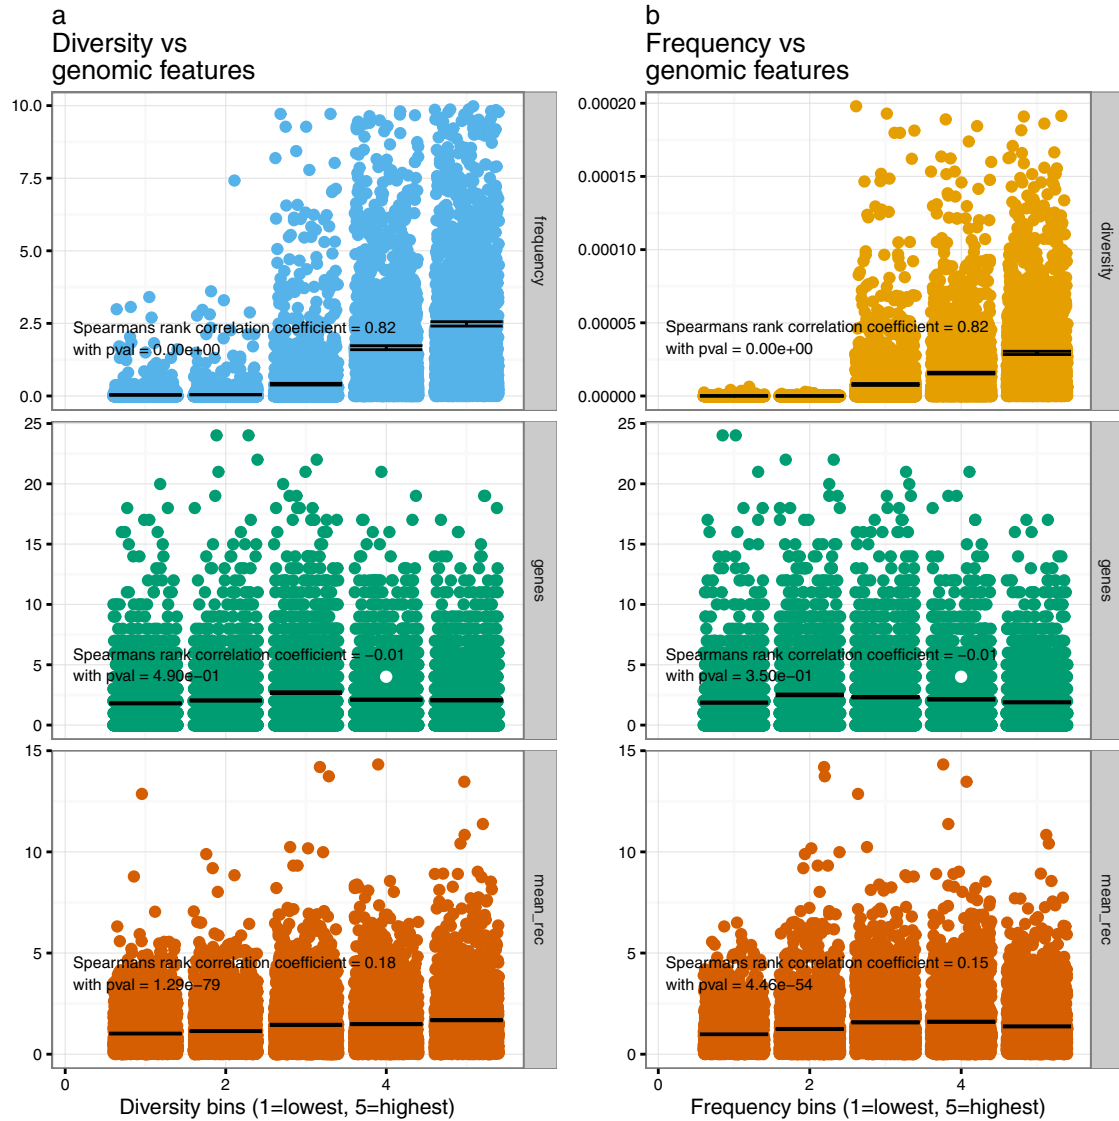 a
Diversity vs
genomic features
10.0
7.5
5.0
2.5
0.0
frequency
Spearmans rank correlation coefficient = 0.82
with pval = 0.00e+00
25
20
15
10
5
0
genes
Spearmans rank correlation coefficient = −0.01
with pval = 4.90e−01
15
10
5
0
mean_rec
Spearmans rank correlation coefficient = 0.18
with pval = 1.29e−79
0 2 4
Diversity bins (1=lowest, 5=highest)
b
Frequency vs
genomic features
0.00020
0.00015
0.00010
0.00005
0.00000
diversity
Spearmans rank correlation coefficient = 0.82
with pval = 0.00e+00
25
20
15
10
5
0
genes
Spearmans rank correlation coefficient = −0.01
with pval = 3.50e−01
15
10
5
0
mean_rec
Spearmans rank correlation coefficient = 0.15
with pval = 4.46e−54
0 2 4
Frequency bins (1=lowest, 5=highest)